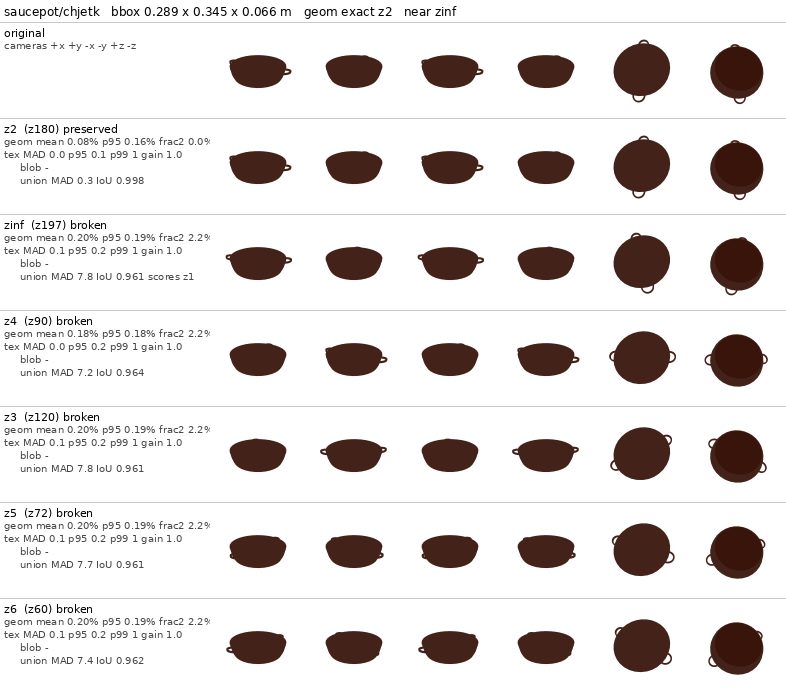 saucepot/chjetk   bbox 0.289 x 0.345 x 0.066 m   geom exact z2   near zinf
original
cameras +x +y -x -y +z -z
z2  (z180) preserved
geom mean 0.08% p95 0.16% frac2 0.0%
tex MAD 0.0 p95 0.1 p99 1 gain 1.0
blob -
union MAD 0.3 IoU 0.998
zinf  (z197) broken
geom mean 0.20% p95 0.19% frac2 2.2%
tex MAD 0.1 p95 0.2 p99 1 gain 1.0
blob -
union MAD 7.8 IoU 0.961 scores z1
z4  (z90) broken
geom mean 0.18% p95 0.18% frac2 2.2%
tex MAD 0.0 p95 0.2 p99 1 gain 1.0
blob -
union MAD 7.2 IoU 0.964
z3  (z120) broken
geom mean 0.20% p95 0.19% frac2 2.2%
tex MAD 0.1 p95 0.2 p99 1 gain 1.0
blob -
union MAD 7.8 IoU 0.961
z5  (z72) broken
geom mean 0.20% p95 0.19% frac2 2.2%
tex MAD 0.1 p95 0.2 p99 1 gain 1.0
blob -
union MAD 7.7 IoU 0.961
z6  (z60) broken
geom mean 0.20% p95 0.19% frac2 2.2%
tex MAD 0.1 p95 0.2 p99 1 gain 1.0
blob -
union MAD 7.4 IoU 0.962